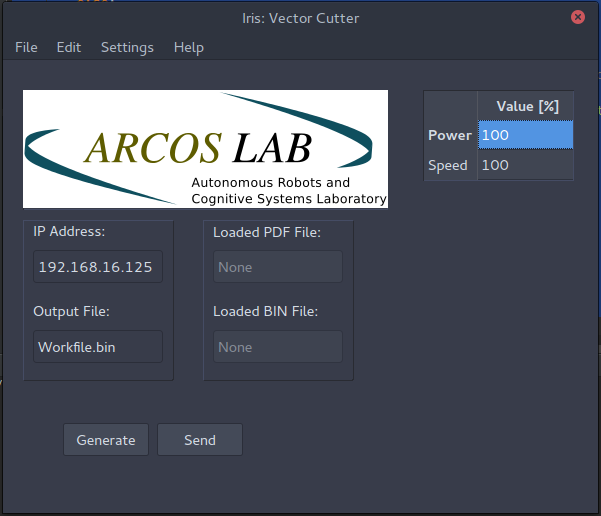 Iris: Vector Cutter
File Edit Settings Help
ARCOS LAB
Autonomous Robots and
Cognitive Systems Laboratory
Value [%]
Power 100
Speed 100
IP Address:
192.168.16.125
Output File:
Workfile.bin
Loaded PDF File:
None
Loaded BIN File:
None
Generate Send